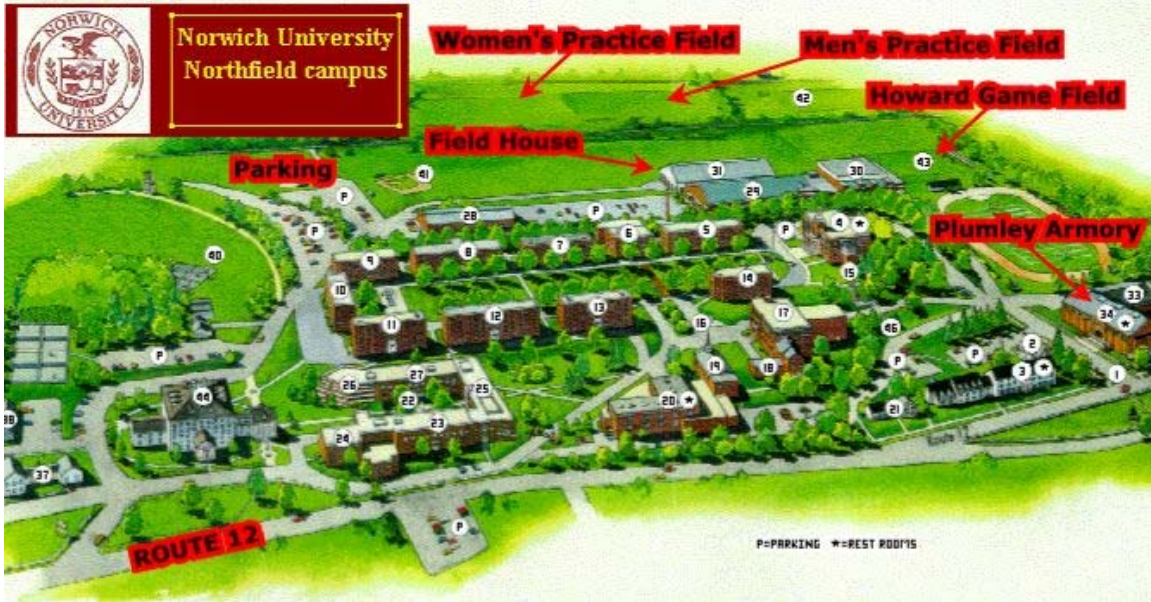 NORWICH
UNIVERSITY
1819
Norwich University
Northfield campus
Women's Practice Field
Men's Practice Field
42
Howard Game Field
Field House
43
Parking
41
31
30
29
P
28
P
Plumley Armory
P
P
4 ★
40
9
8
7
6
5
15
10
14
33
11
12
13
16
17
46
34
★
P
P
P
2
26
27
25
19
18
3 ★
1
44
22
20 ★
21
24
23
Route 12
38
37
P
ROUTE 12
P=PARKING ★=REST ROOMS